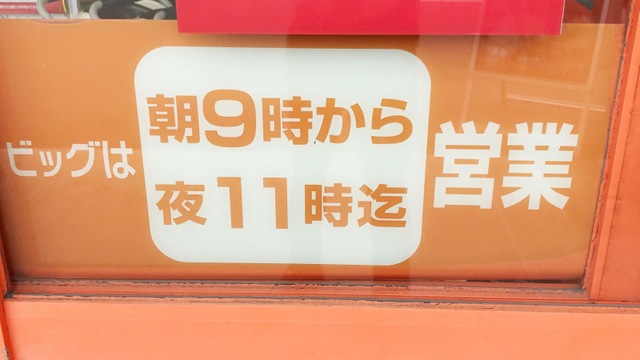 ビッグは
朝9時から
夜11時迄
営業